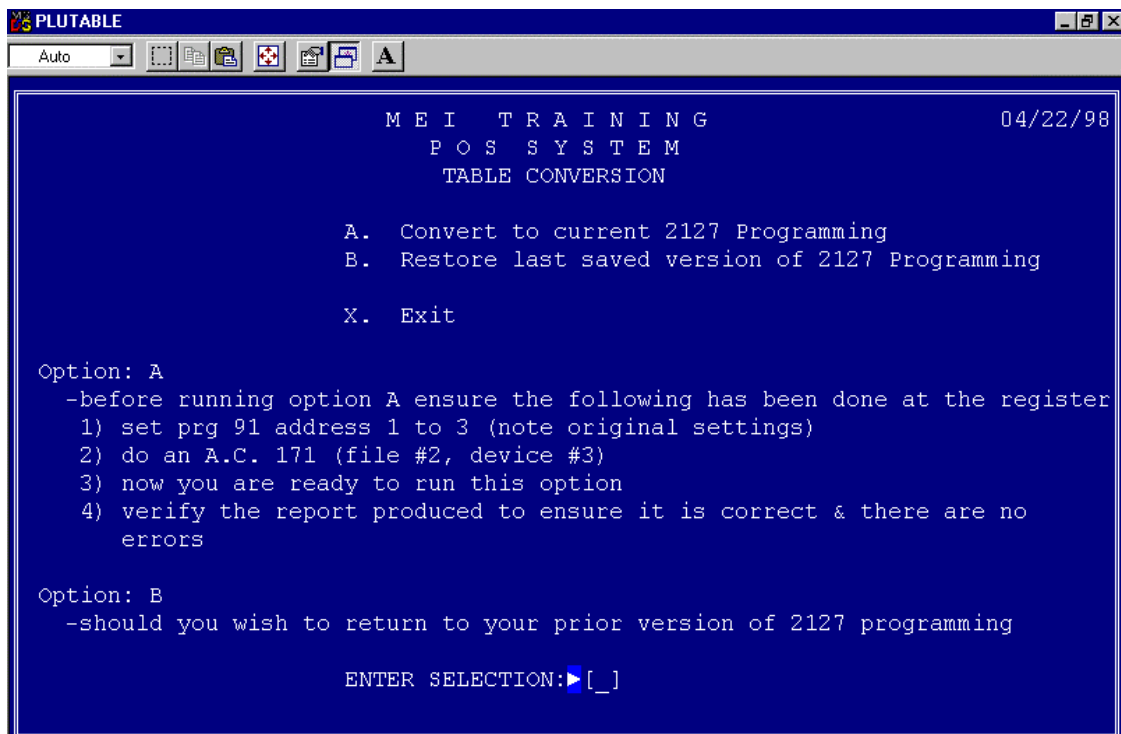 PLUTABLE
Auto
A
M E I   T R A I N I N G   04/22/98
P O S   S Y S T E M
TABLE CONVERSION
A.  Convert to current 2127 Programming
B.  Restore last saved version of 2127 Programming
X.  Exit
Option: A
-before running option A ensure the following has been done at the register
1) set prg 91 address 1 to 3 (note original settings)
2) do an A.C. 171 (file #2, device #3)
3) now you are ready to run this option
4) verify the report produced to ensure it is correct & there are no
errors
Option: B
-should you wish to return to your prior version of 2127 programming
ENTER SELECTION:►[_]